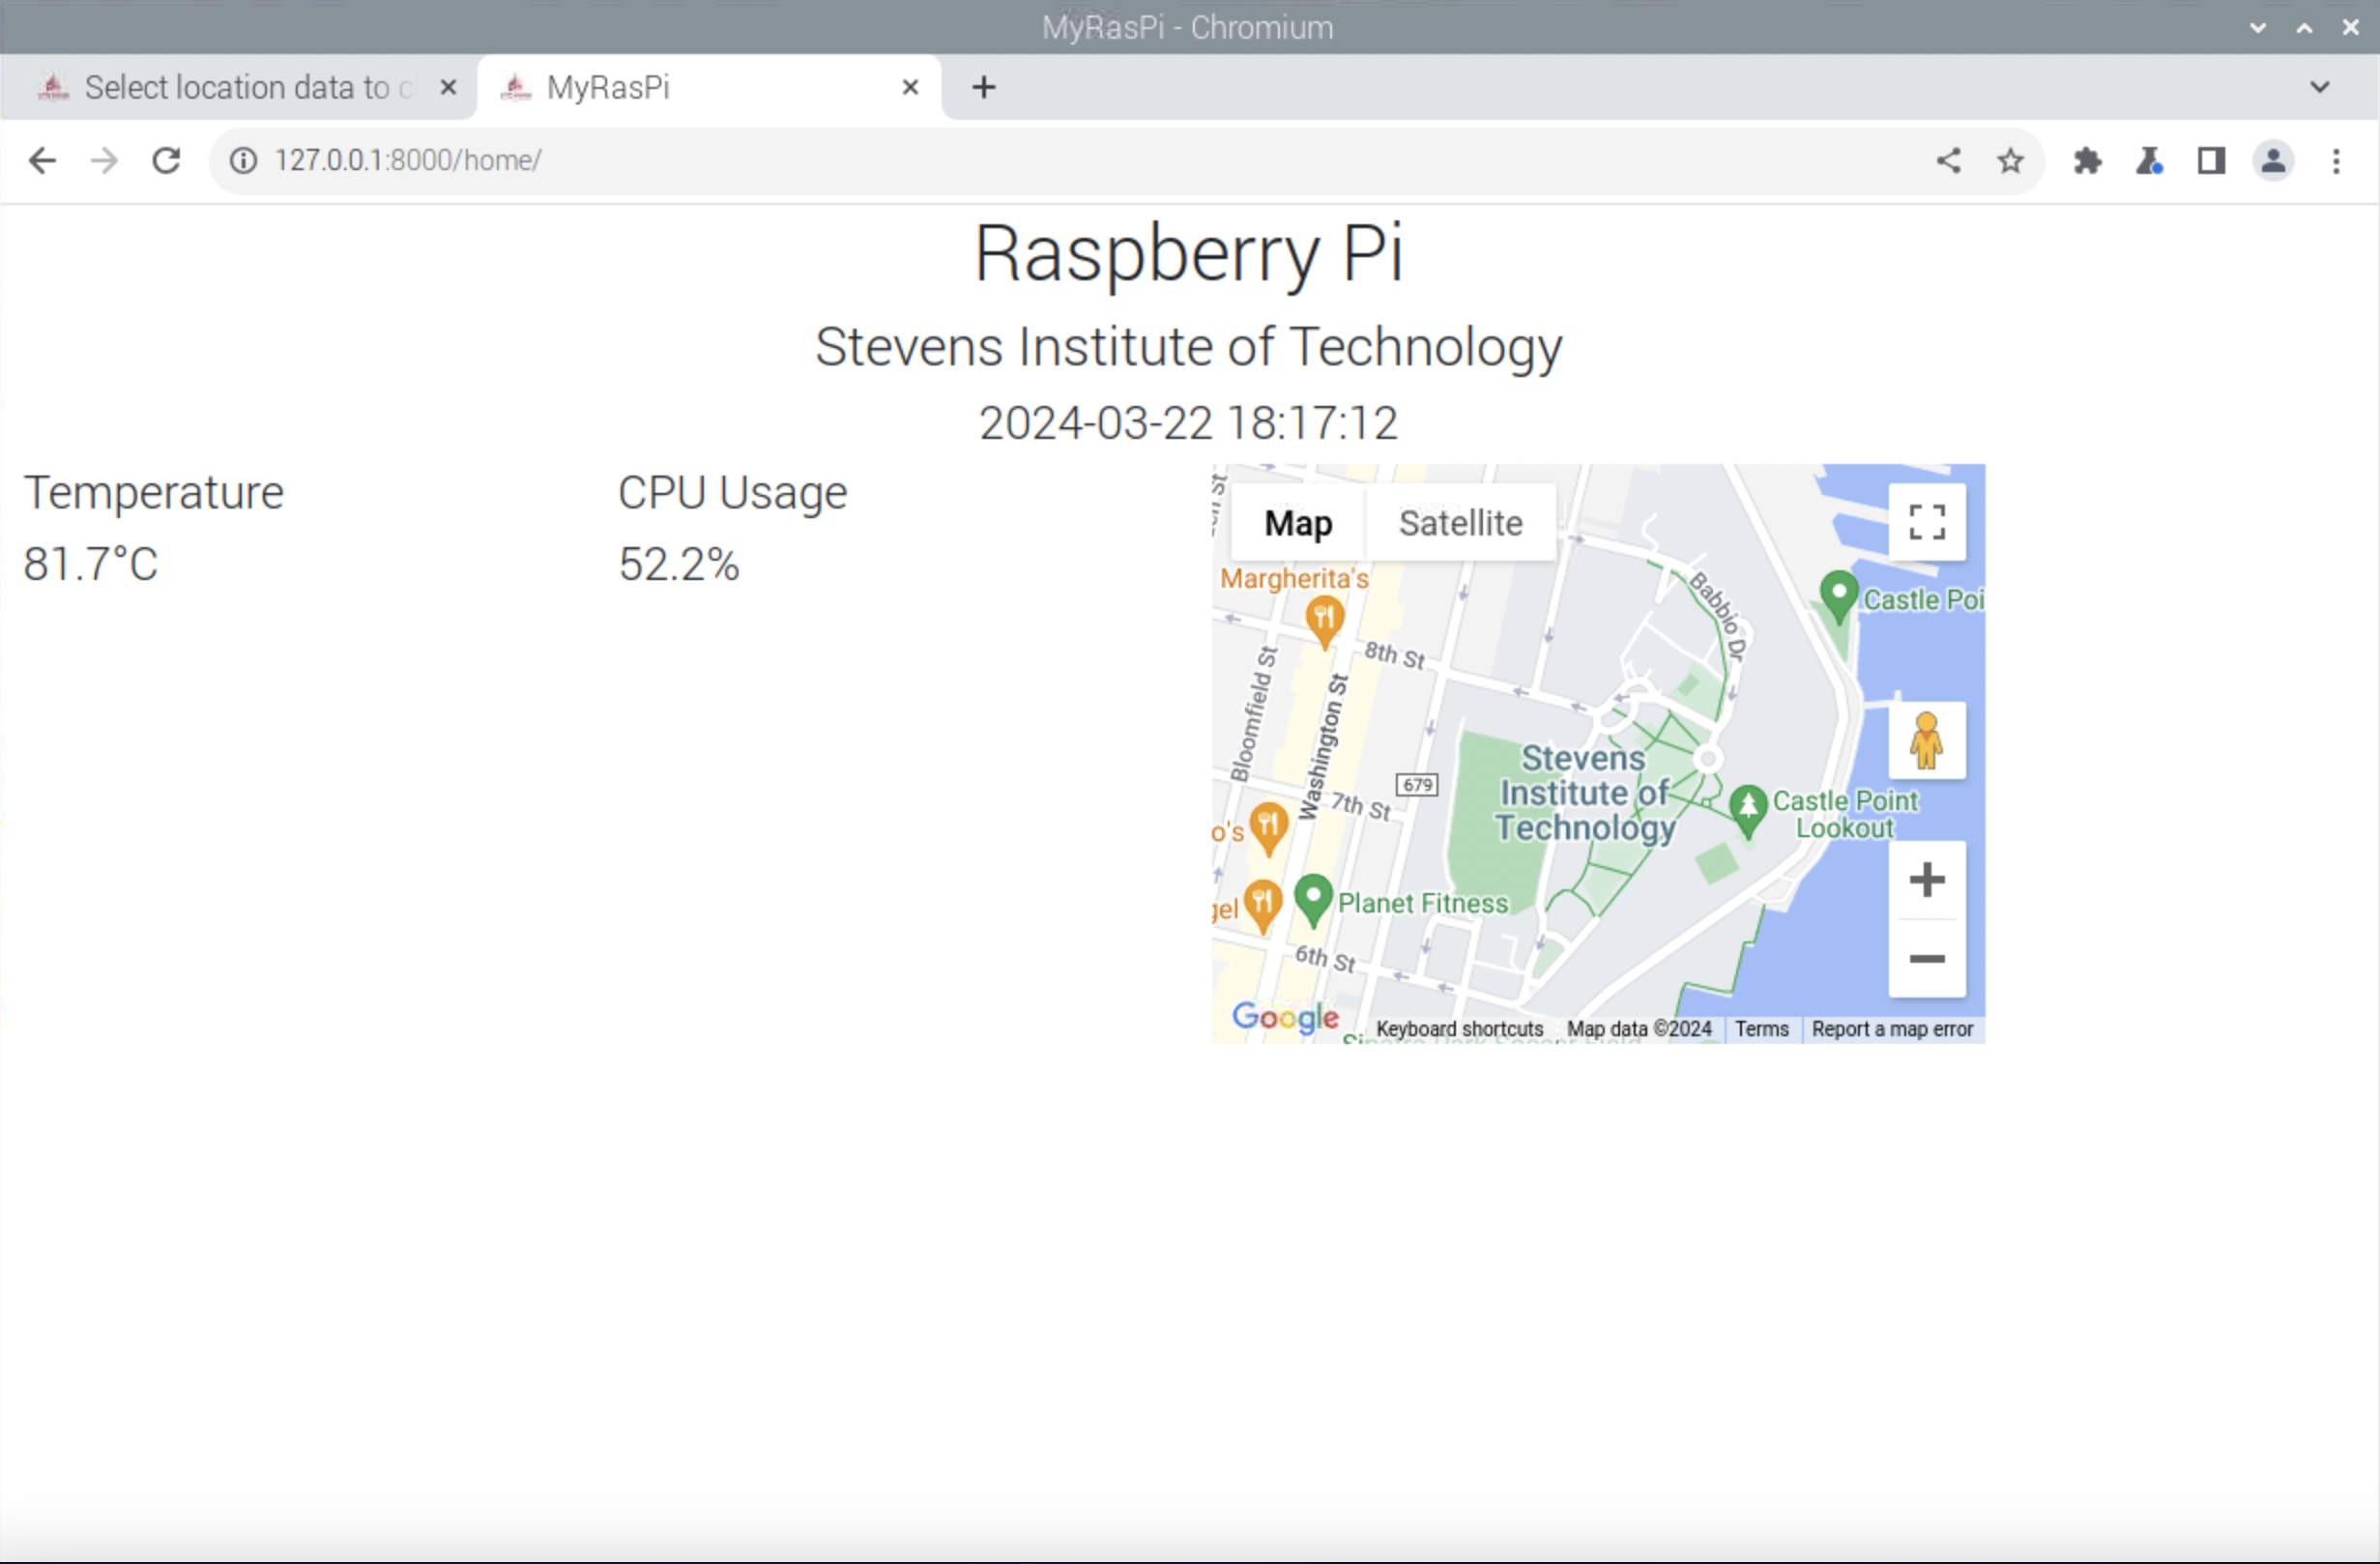 MyRasPi - Chromium
Select location data to c
MyRasPi
127.0.0.1:8000/home/
Raspberry Pi
Stevens Institute of Technology
2024-03-22 18:17:12
Temperature
81.7°C
CPU Usage
52.2%
Map
Satellite
Margherita's
Babbio Dr
Castle Poi
8th St
Bloomfield St
Washington St
Stevens
Institute of
Technology
679
7th St
Castle Point
Lookout
o's
gel
Planet Fitness
6th St
Google
Keyboard shortcuts
Map data ©2024
Terms
Report a map error